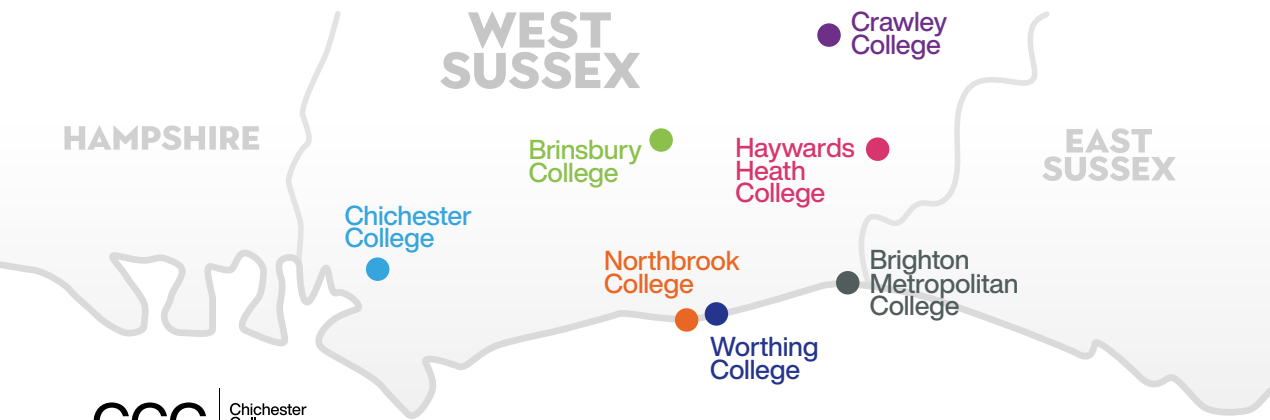 WEST
SUSSEX
Crawley
College
HAMPSHIRE
Brinsbury
College
Haywards
Heath
College
EAST
SUSSEX
Chichester
College
Northbrook
College
Brighton
Metropolitan
College
Worthing
College
CCG
Chichester